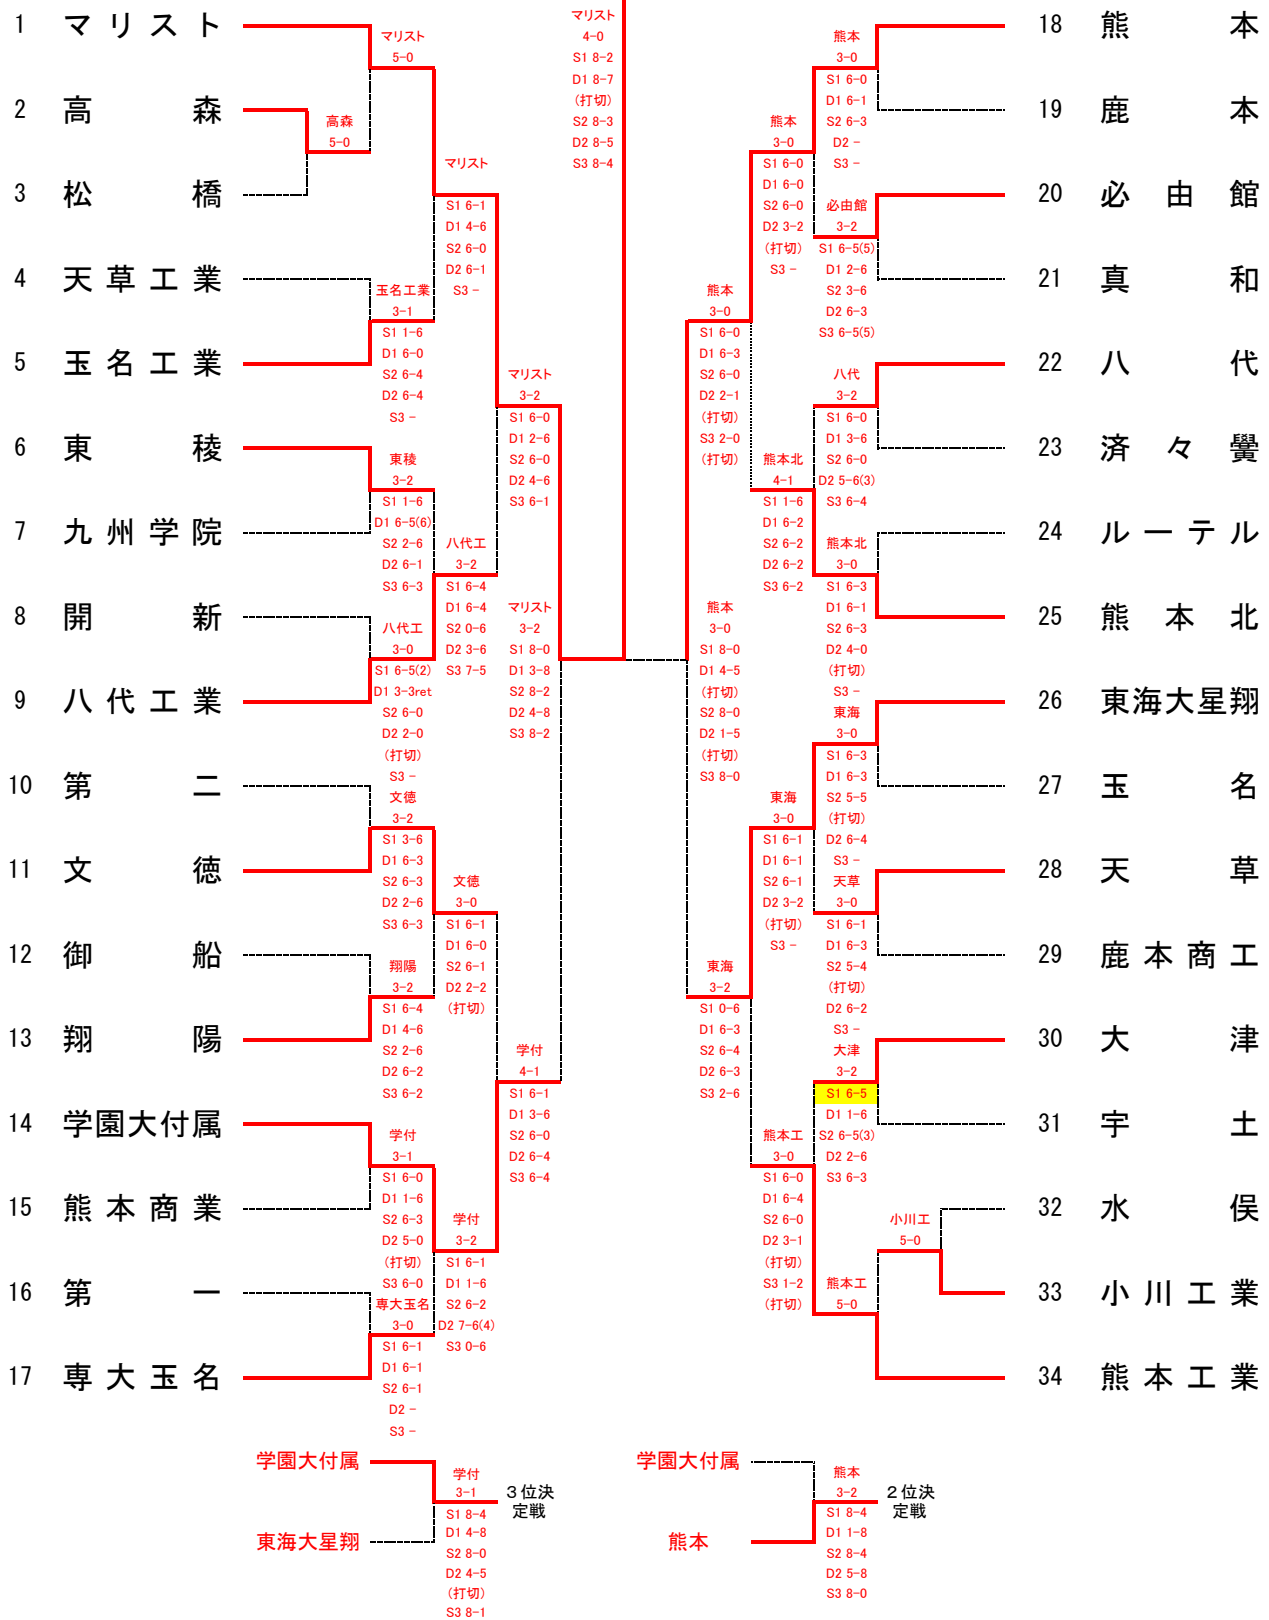 1 マリスト
2 高森
3 松橋
4 天草工業
5 玉名工業
6 東稜
7 九州学院
8 開新
9 八代工業
10 第二
11 文徳
12 御船
13 翔陽
14 学園大付属
15 熊本商業
16 第一
17 専大玉名
高森
5-0
マリスト
5-0
玉名工業
3-1
S1 1-6
D1 6-0
S2 6-4
D2 6-4
S3 -
東稜
3-2
S1 1-6
D1 6-5(6)
S2 2-6
D2 6-1
S3 6-3
八代工
3-0
S1 6-5(2)
D1 3-3ret
S2 6-0
D2 2-0
(打切)
S3 -
文徳
3-2
S1 3-6
D1 6-3
S2 6-3
D2 2-6
S3 6-3
翔陽
3-2
S1 6-4
D1 4-6
S2 2-6
D2 6-2
S3 6-2
学付
3-1
S1 6-0
D1 1-6
S2 6-3
D2 5-0
(打切)
S3 6-0
専大玉名
3-0
S1 6-1
D1 6-1
S2 6-1
D2 -
S3 -
マリスト
S1 6-1
D1 4-6
S2 6-0
D2 6-1
S3 -
八代工
3-2
S1 6-4
D1 6-4
S2 0-6
D2 3-6
S3 7-5
文徳
3-0
S1 6-1
D1 6-0
S2 6-1
D2 2-2
(打切)
学付
3-2
S1 6-1
D1 1-6
S2 6-2
D2 7-6(4)
S3 0-6
マリスト
3-2
S1 6-0
D1 2-6
S2 6-0
D2 4-6
S3 6-1
学付
4-1
S1 6-1
D1 3-6
S2 6-0
D2 6-4
S3 6-4
マリスト
3-2
S1 8-0
D1 3-8
S2 8-2
D2 4-8
S3 8-2
マリスト
4-0
S1 8-2
D1 8-7
(打切)
S2 8-3
D2 8-5
S3 8-4
熊本
3-0
S1 8-0
D1 4-5
(打切)
S2 8-0
D2 1-5
(打切)
S3 8-0
熊本
3-0
S1 6-0
D1 6-3
S2 6-0
D2 2-1
(打切)
S3 2-0
(打切)
東海
3-2
S1 0-6
D1 6-3
S2 6-4
D2 6-3
S3 2-6
熊本
3-0
S1 6-0
D1 6-0
S2 6-0
D2 3-2
(打切)
S3 -
熊本北
4-1
S1 1-6
D1 6-2
S2 6-2
D2 6-2
S3 6-2
東海
3-0
S1 6-1
D1 6-1
S2 6-1
D2 3-2
(打切)
S3 -
熊本工
3-0
S1 6-0
D1 6-4
S2 6-0
D2 3-1
(打切)
S3 1-2
(打切)
熊本
3-0
S1 6-0
D1 6-1
S2 6-3
D2 -
S3 -
必由館
3-2
S1 6-5(5)
D1 2-6
S2 3-6
D2 6-3
S3 6-5(5)
八代
3-2
S1 6-0
D1 3-6
S2 6-0
D2 5-6(3)
S3 6-4
熊本北
3-0
S1 6-3
D1 6-1
S2 6-3
D2 4-0
(打切)
S3 -
東海
3-0
S1 6-3
D1 6-3
S2 5-5
(打切)
D2 6-4
S3 -
天草
3-0
S1 6-1
D1 6-3
S2 5-4
(打切)
D2 6-2
S3 -
大津
3-2
S1 6-5
D1 1-6
S2 6-5(3)
D2 2-6
S3 6-3
熊本工
5-0
小川工
5-0
18 熊本
19 鹿本
20 必由館
21 真和
22 八代
23 済々黌
24 ルーテル
25 熊本北
26 東海大星翔
27 玉名
28 天草
29 鹿本商工
30 大津
31 宇土
32 水俣
33 小川工業
34 熊本工業
学園大付属
東海大星翔
学付
3-1
S1 8-4
D1 4-8
S2 8-0
D2 4-5
(打切)
S3 8-1
3位決
定戦
学園大付属
熊本
熊本
3-2
S1 8-4
D1 1-8
S2 8-4
D2 5-8
S3 8-0
2位決
定戦